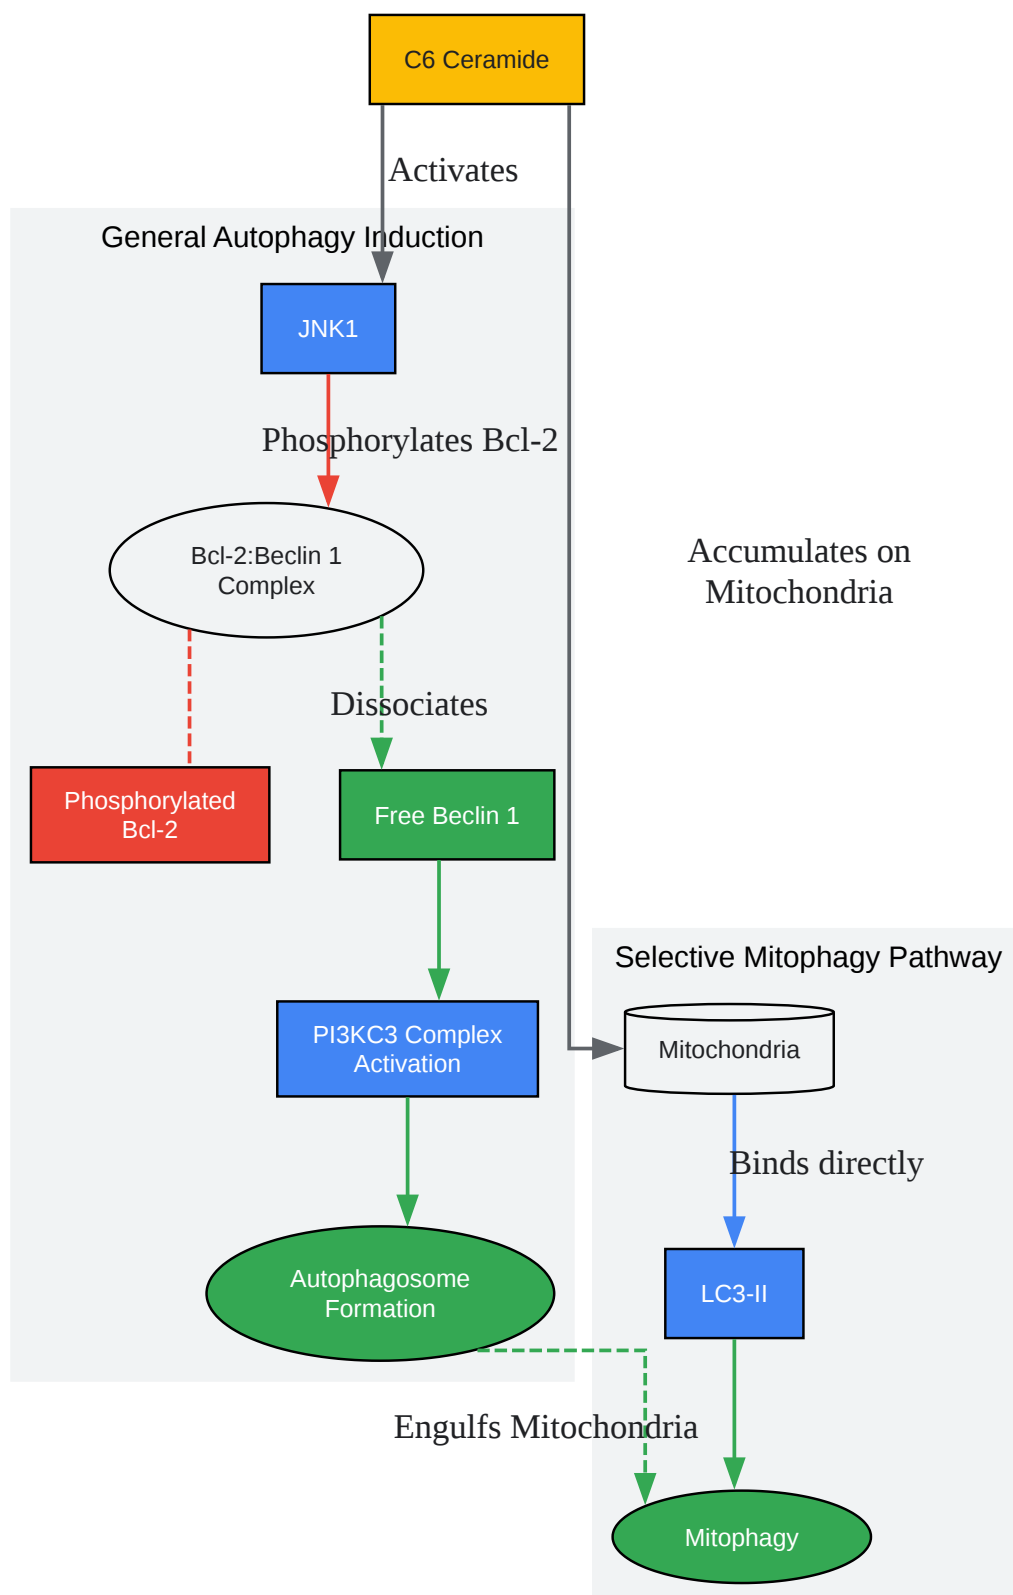 C6 Ceramide
Activates
General Autophagy Induction
JNK1
Phosphorylates Bcl-2
Bcl-2:Beclin 1
Complex
Accumulates on
Mitochondria
Dissociates
Phosphorylated
Bcl-2
Free Beclin 1
Selective Mitophagy Pathway
PI3KC3 Complex
Activation
Mitochondria
Binds directly
Autophagosome
Formation
LC3-II
Engulfs Mitochondria
Mitophagy